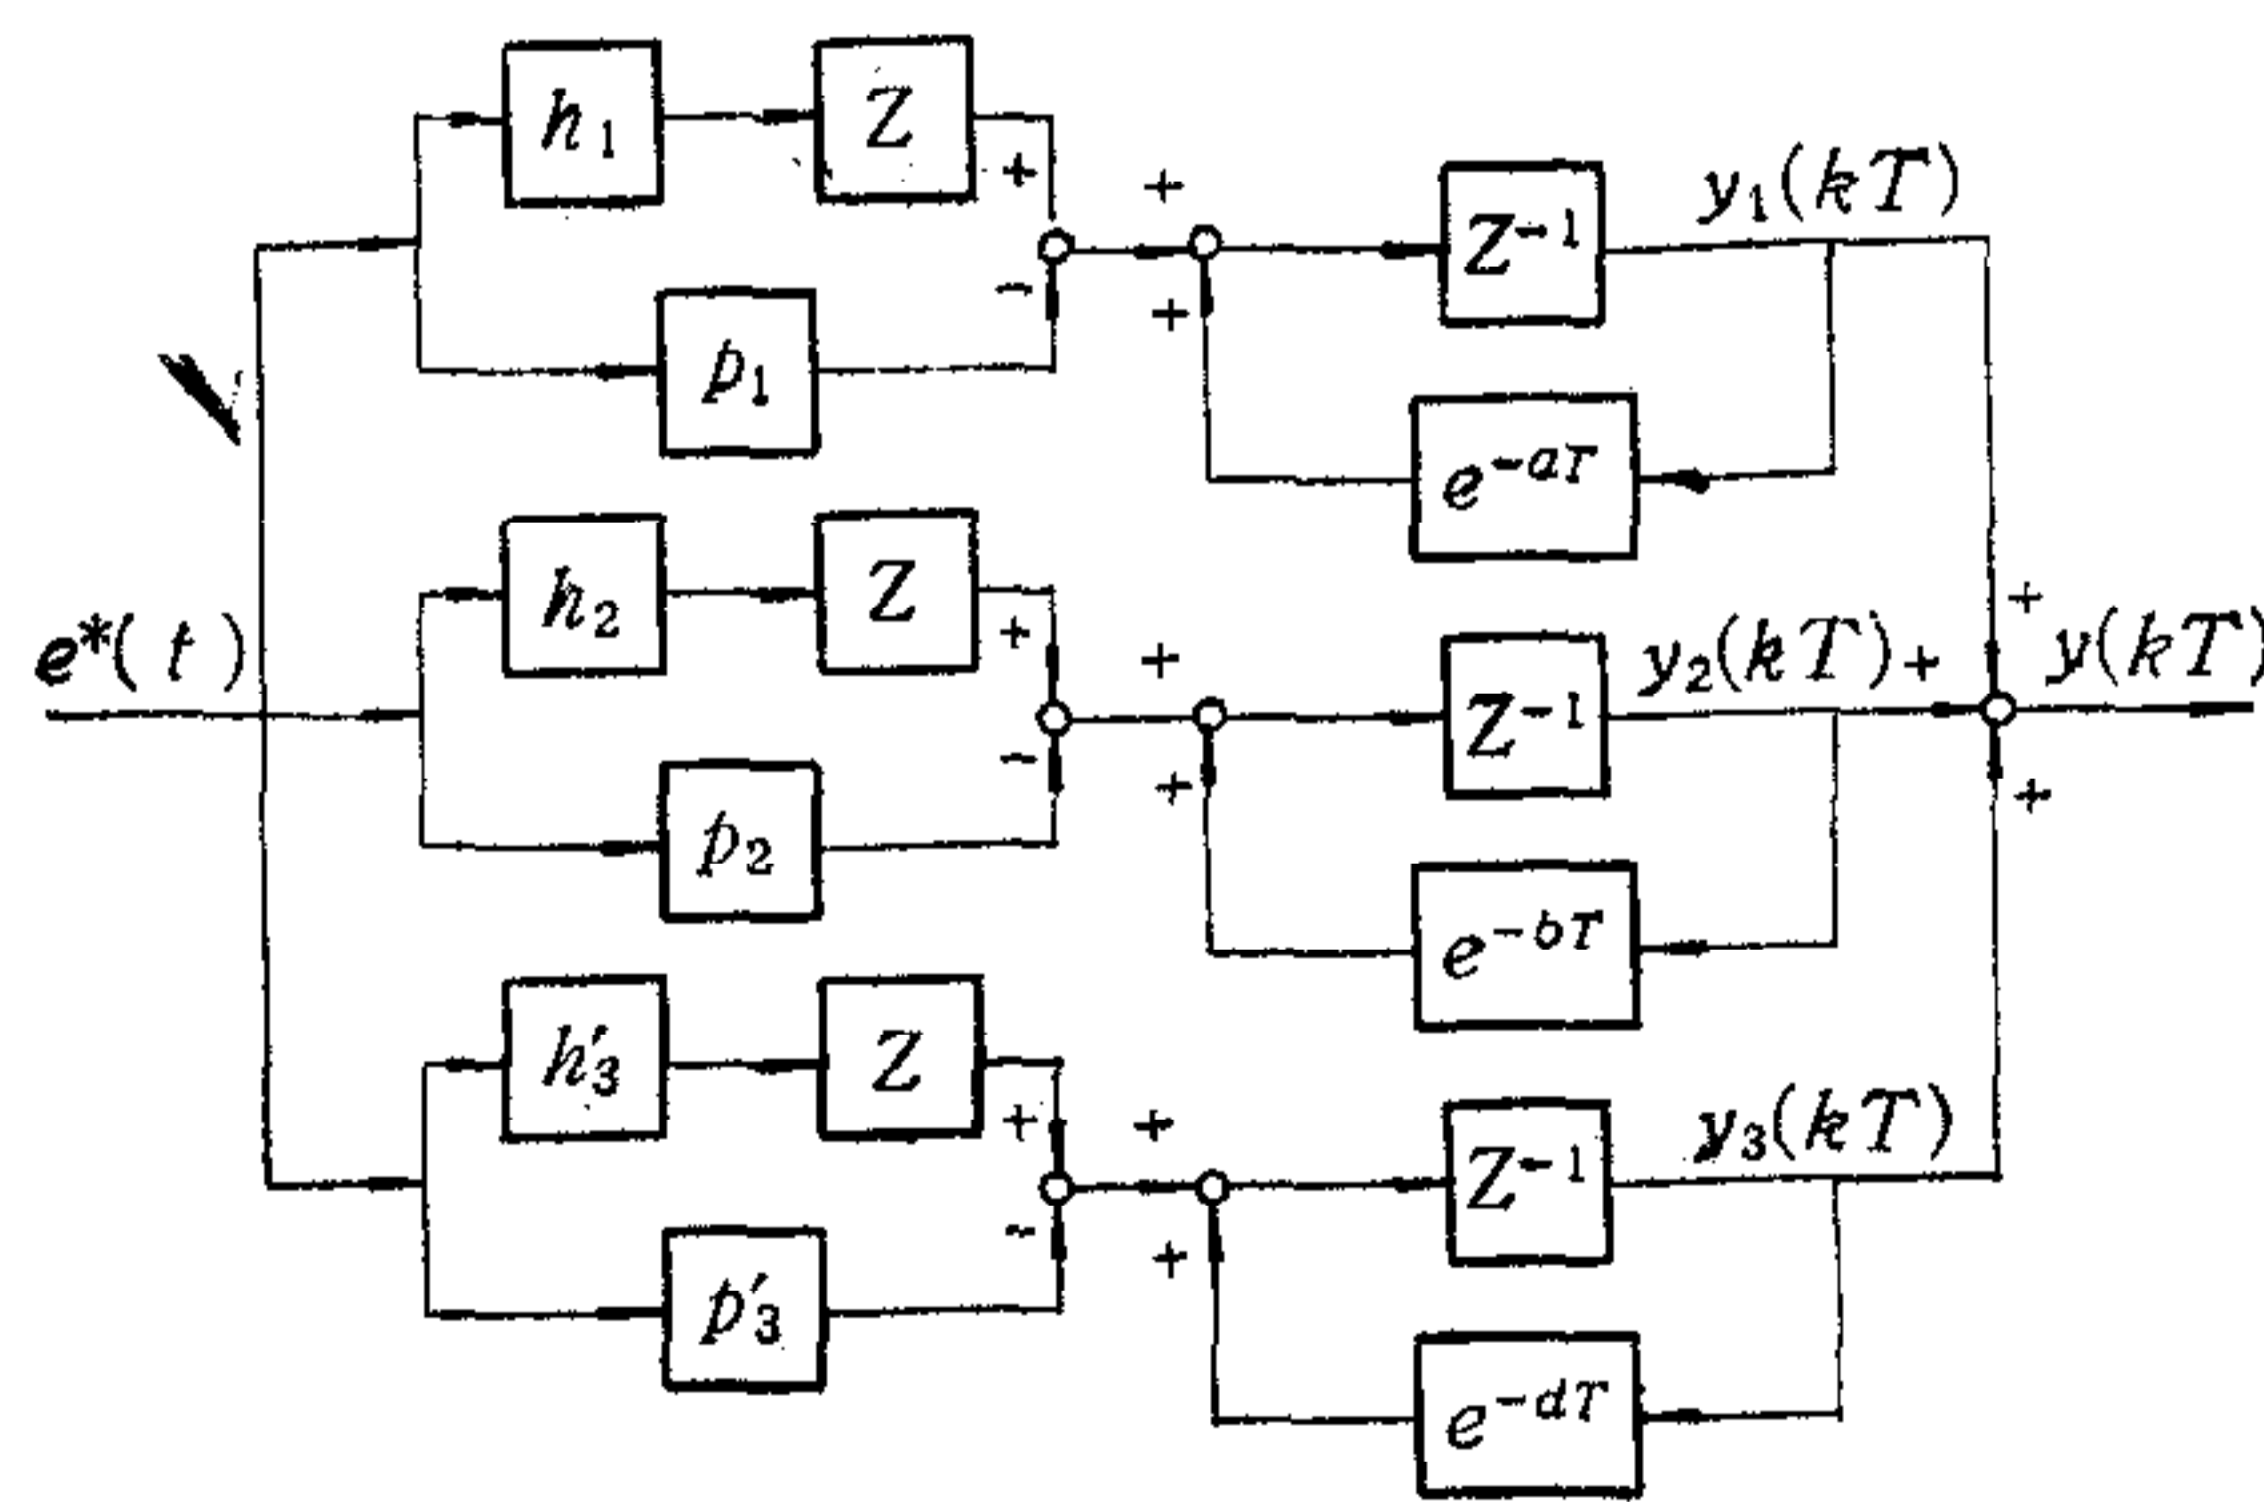 h₁ Z
+ +
Z⁻¹ y₁(kT)
- +
p₁
e⁻ᵃᵀ
h₂ Z
+ + +
e*(t) Z⁻¹ y₂(kT) + y(kT)
- + +
p₂
e⁻ᵇᵀ
h′₃ Z
+ +
Z⁻¹ y₃(kT)
- +
p′₃
e⁻ᵈᵀ